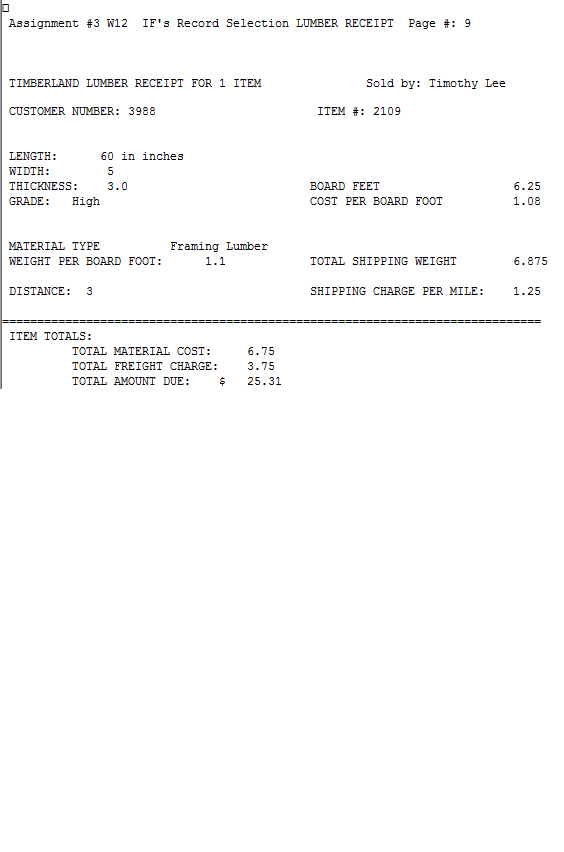 Assignment #3 W12  IF's Record Selection LUMBER RECEIPT  Page #: 9
TIMBERLAND LUMBER RECEIPT FOR 1 ITEM               Sold by: Timothy Lee
CUSTOMER NUMBER: 3988                       ITEM #: 2109
LENGTH:      60 in inches
WIDTH:        5
THICKNESS:    3.0                          BOARD FEET                   6.25
GRADE:   High                              COST PER BOARD FOOT          1.08
MATERIAL TYPE          Framing Lumber
WEIGHT PER BOARD FOOT:      1.1            TOTAL SHIPPING WEIGHT        6.875
DISTANCE:  3                               SHIPPING CHARGE PER MILE:    1.25
=============================================================================
ITEM TOTALS:
TOTAL MATERIAL COST:     6.75
TOTAL FREIGHT CHARGE:    3.75
TOTAL AMOUNT DUE:    $   25.31